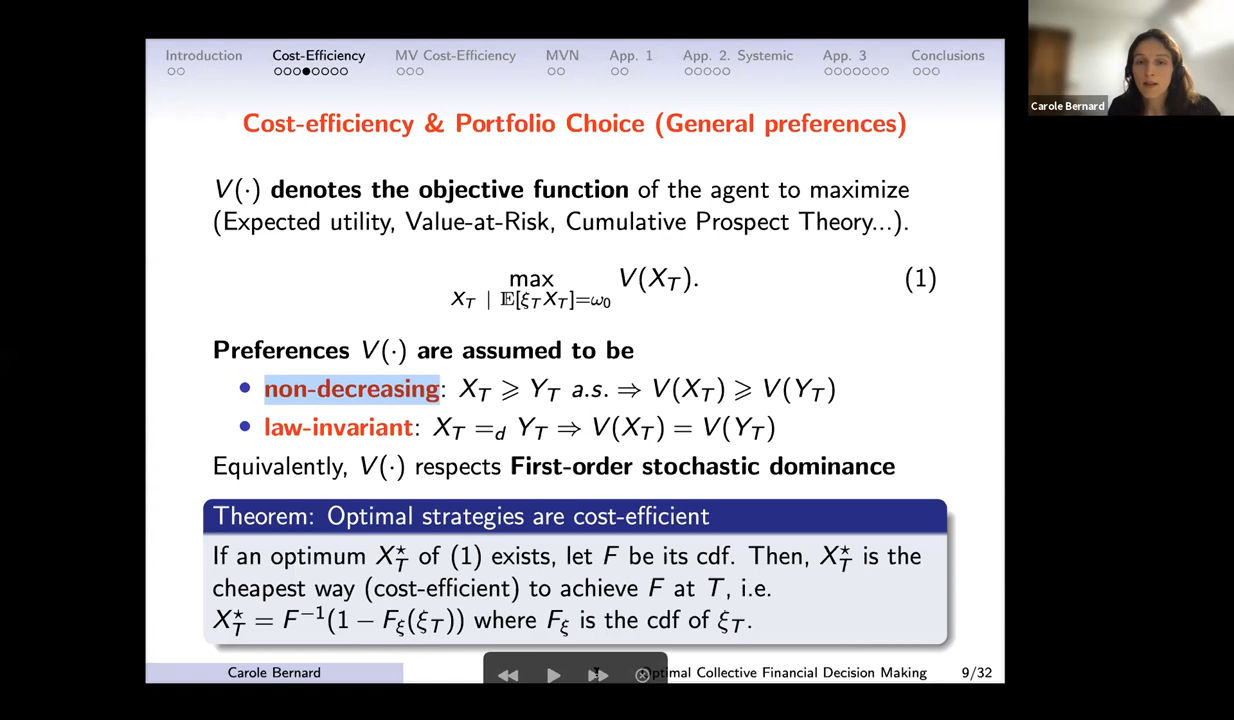 Introduction Cost-Efficiency MV Cost-Efficiency MVN App. 1 App. 2. Systemic App. 3 Conclusions
Carole Bernard
Cost-efficiency & Portfolio Choice (General preferences)
V(·) denotes the objective function of the agent to maximize
(Expected utility, Value-at-Risk, Cumulative Prospect Theory...).
max V(X_T). (1)
X_T | 𝔼[ξ_T X_T]=ω₀
Preferences V(·) are assumed to be
• non-decreasing: X_T ⩾ Y_T a.s. ⇒ V(X_T) ⩾ V(Y_T)
• law-invariant: X_T =_d Y_T ⇒ V(X_T) = V(Y_T)
Equivalently, V(·) respects First-order stochastic dominance
Theorem: Optimal strategies are cost-efficient
If an optimum X_T^⋆ of (1) exists, let F be its cdf. Then, X_T^⋆ is the
cheapest way (cost-efficient) to achieve F at T, i.e.
X_T^⋆ = F⁻¹(1 − F_ξ(ξ_T)) where F_ξ is the cdf of ξ_T.
Carole Bernard Optimal Collective Financial Decision Making 9/32